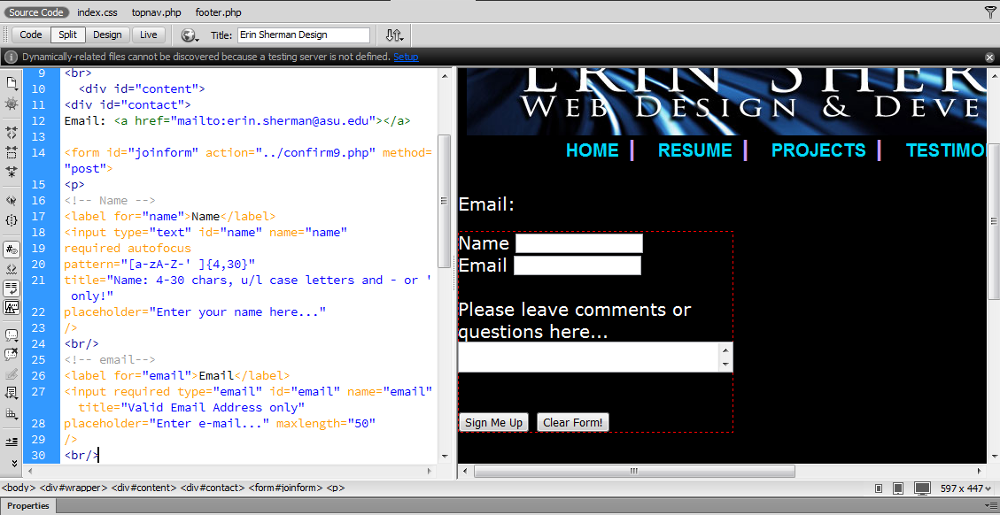 Source Code index.css topnav.php footer.php
Code Split Design Live Title: Erin Sherman Design
Dynamically-related files cannot be discovered because a testing server is not defined. Setup
9 <br>
10 <div id="content">
11 <div id="contact">
12 Email: <a href="mailto:erin.sherman@asu.edu"></a>
13
14 <form id="joinform" action="../confirm9.php" method=
"post">
15 <p>
16 <!-- Name -->
17 <label for="name">Name</label>
18 <input type="text" id="name" name="name"
19 required autofocus
20 pattern="[a-zA-Z-' ]{4,30}"
21 title="Name: 4-30 chars, u/l case letters and - or '
only!"
22 placeholder="Enter your name here..."
23 />
24 <br/>
25 <!-- email-->
26 <label for="email">Email</label>
27 <input required type="email" id="email" name="email"
title="Valid Email Address only"
28 placeholder="Enter e-mail..." maxlength="50"
29 />
30 <br/>
ERIN SHER
WEB DESIGN & DEVE
HOME | RESUME | PROJECTS | TESTIMO
Email:
Name
Email
Please leave comments or
questions here...
Sign Me Up Clear Form!
<body> <div#wrapper> <div#content> <div#contact> <form#joinform> <p> 597 x 447
Properties